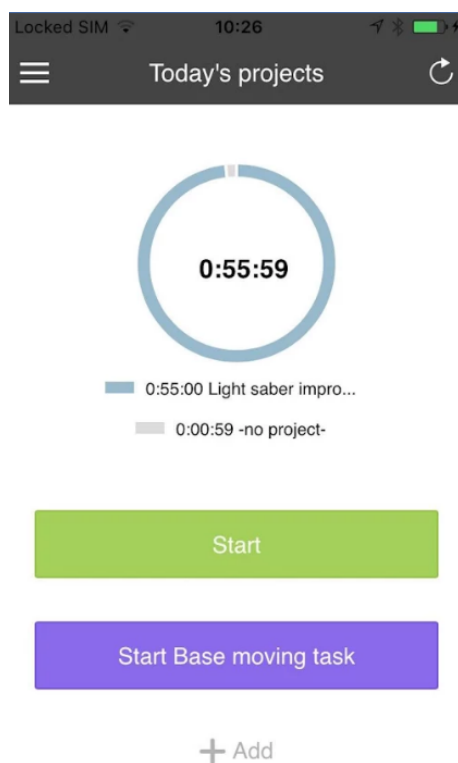 Locked SIM 10:26
Today's projects
0:55:59
0:55:00 Light saber impro...
0:00:59 -no project-
Start
Start Base moving task
+ Add